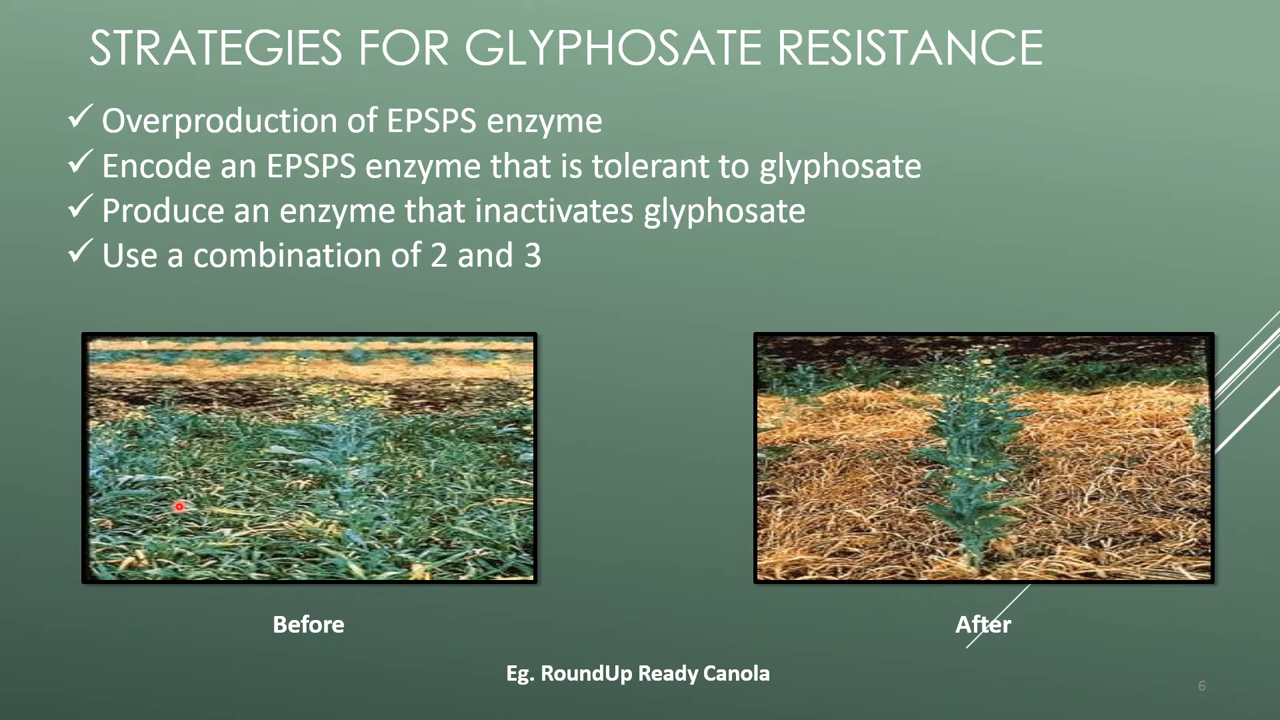 STRATEGIES FOR GLYPHOSATE RESISTANCE
✓ Overproduction of EPSPS enzyme
✓ Encode an EPSPS enzyme that is tolerant to glyphosate
✓ Produce an enzyme that inactivates glyphosate
✓ Use a combination of 2 and 3
Before
After
Eg. RoundUp Ready Canola
6